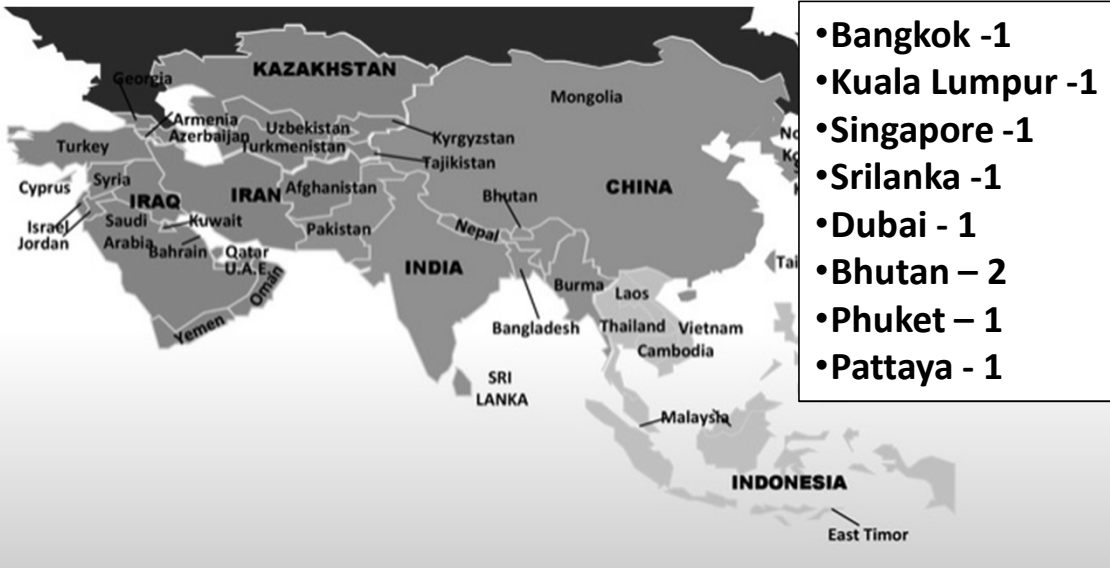 •Bangkok -1
•Kuala Lumpur -1
•Singapore -1
•Srilanka -1
•Dubai - 1
•Bhutan – 2
•Phuket – 1
•Pattaya - 1
KAZAKHSTAN
Georgia
Mongolia
Armenia
Azerbaijan
Uzbekistan
Kyrgyzstan
Turkey
Turkmenistan
Tajikistan
Cyprus
Syria
IRAQ
IRAN
Afghanistan
CHINA
Bhutan
Israel
Jordan
Saudi
Arabia
Kuwait
Bahrain
Pakistan
Nepal
Qatar
U.A.E.
Oman
INDIA
Burma
Laos
Yemen
Bangladesh
Thailand
Vietnam
Cambodia
SRI
LANKA
Malaysia
INDONESIA
East Timor